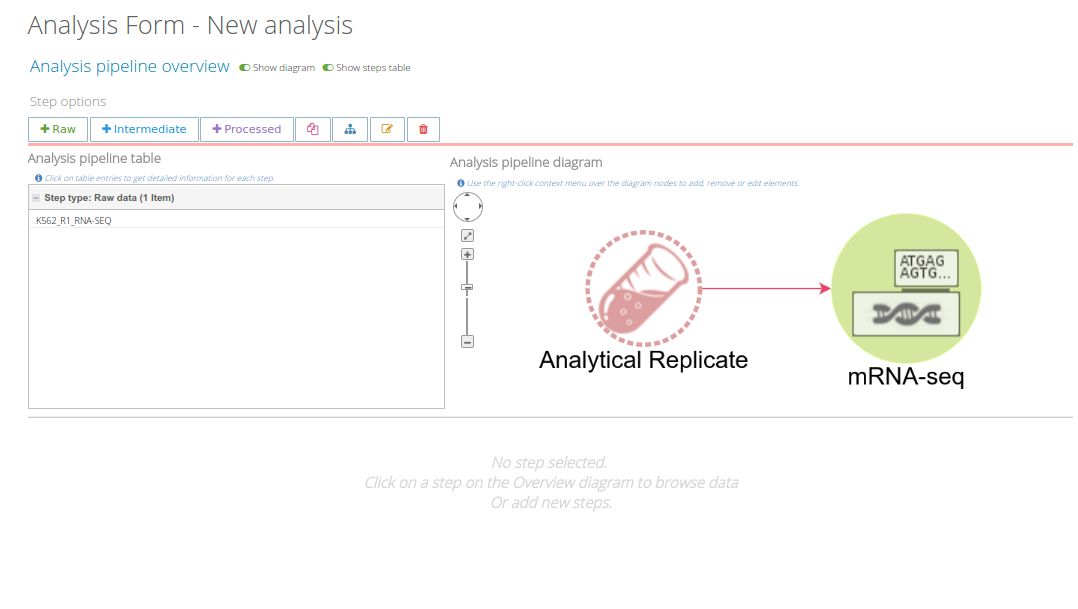 Analysis Form - New analysis
Analysis pipeline overview Show diagram Show steps table
Step options
Raw Intermediate Processed
Analysis pipeline table
Click on table entries to get detailed information for each step.
Step type: Raw data (1 Item)
K562_R1_RNA-SEQ
Analysis pipeline diagram
Use the right-click context menu over the diagram nodes to add, remove or edit elements.
ATGAG
AGTG...
Analytical Replicate
mRNA-seq
No step selected.
Click on a step on the Overview diagram to browse data
Or add new steps.